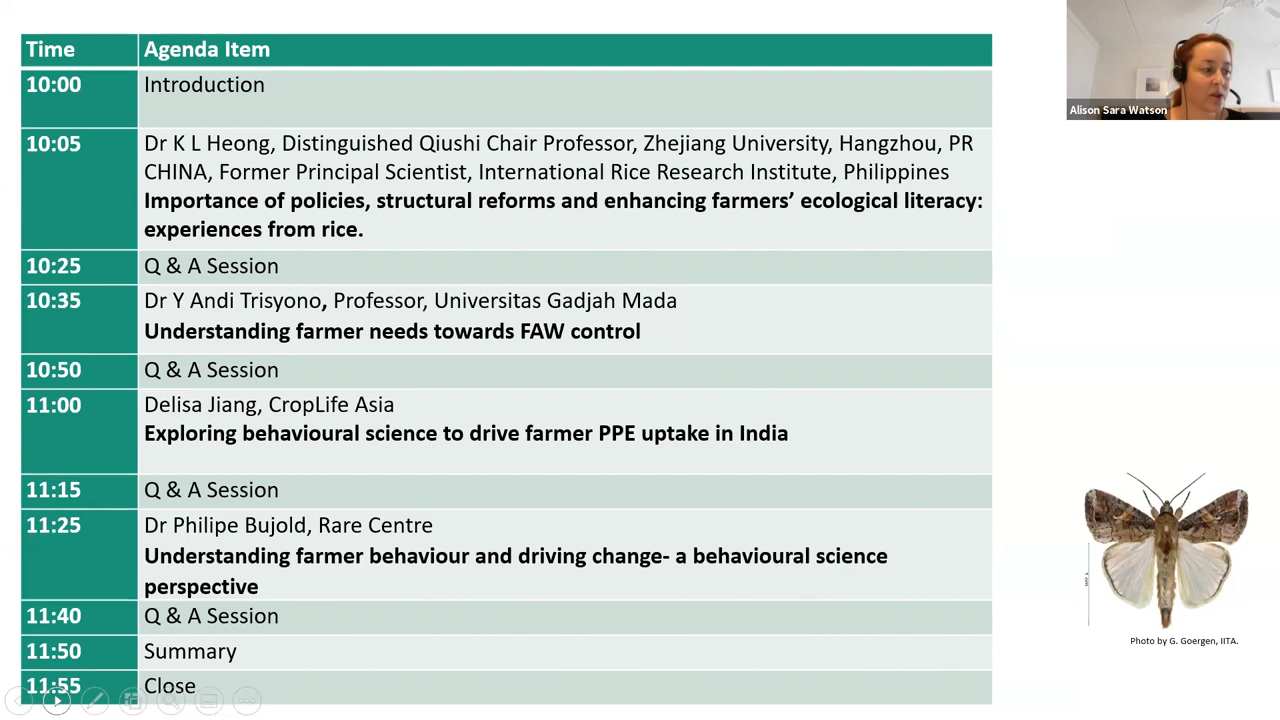 Time Agenda Item
10:00 Introduction
10:05 Dr K L Heong, Distinguished Qiushi Chair Professor, Zhejiang University, Hangzhou, PR
CHINA, Former Principal Scientist, International Rice Research Institute, Philippines
Importance of policies, structural reforms and enhancing farmers’ ecological literacy:
experiences from rice.
10:25 Q & A Session
10:35 Dr Y Andi Trisyono, Professor, Universitas Gadjah Mada
Understanding farmer needs towards FAW control
10:50 Q & A Session
11:00 Delisa Jiang, CropLife Asia
Exploring behavioural science to drive farmer PPE uptake in India
11:15 Q & A Session
11:25 Dr Philipe Bujold, Rare Centre
Understanding farmer behaviour and driving change- a behavioural science
perspective
11:40 Q & A Session
11:50 Summary
11:55 Close
Alison Sara Watson
Photo by G. Goergen, IITA.